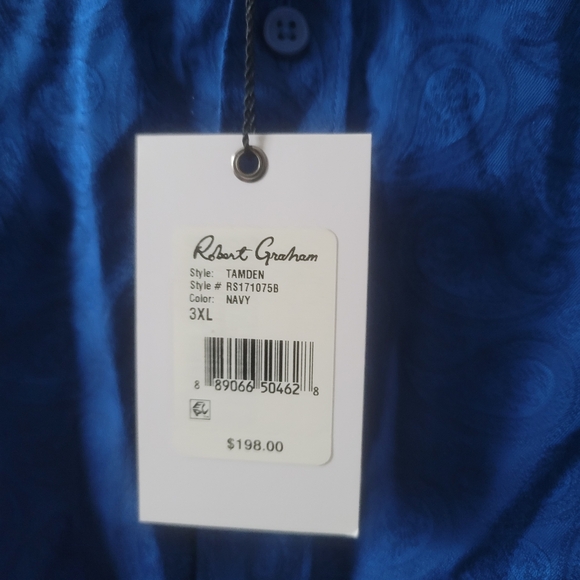 Robert Graham
Style: TAMDEN
Style # RS171075B
Color: NAVY
3XL
8 89066 50462 8
$198.00